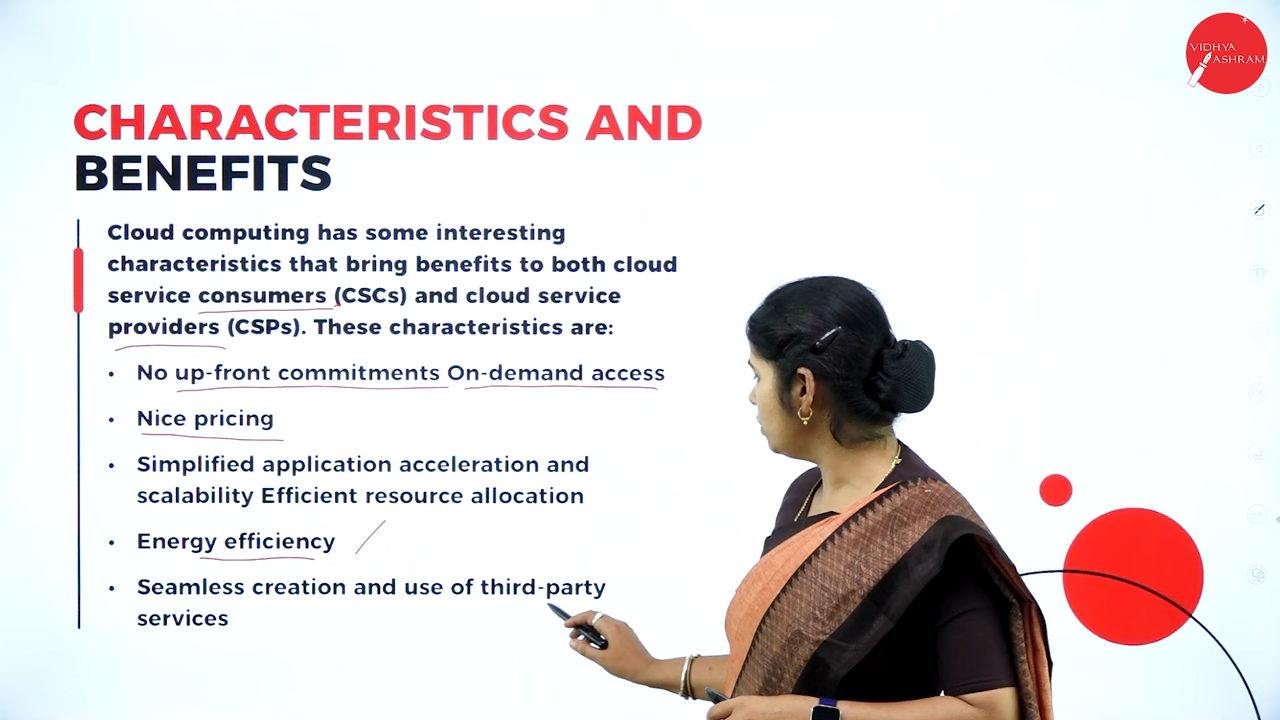 VIDHYA
ASHRAM
CHARACTERISTICS AND
BENEFITS
Cloud computing has some interesting
characteristics that bring benefits to both cloud
service consumers (CSCs) and cloud service
providers (CSPs). These characteristics are:
• No up-front commitments On-demand access
• Nice pricing
• Simplified application acceleration and
scalability Efficient resource allocation
• Energy efficiency
• Seamless creation and use of third-party
services